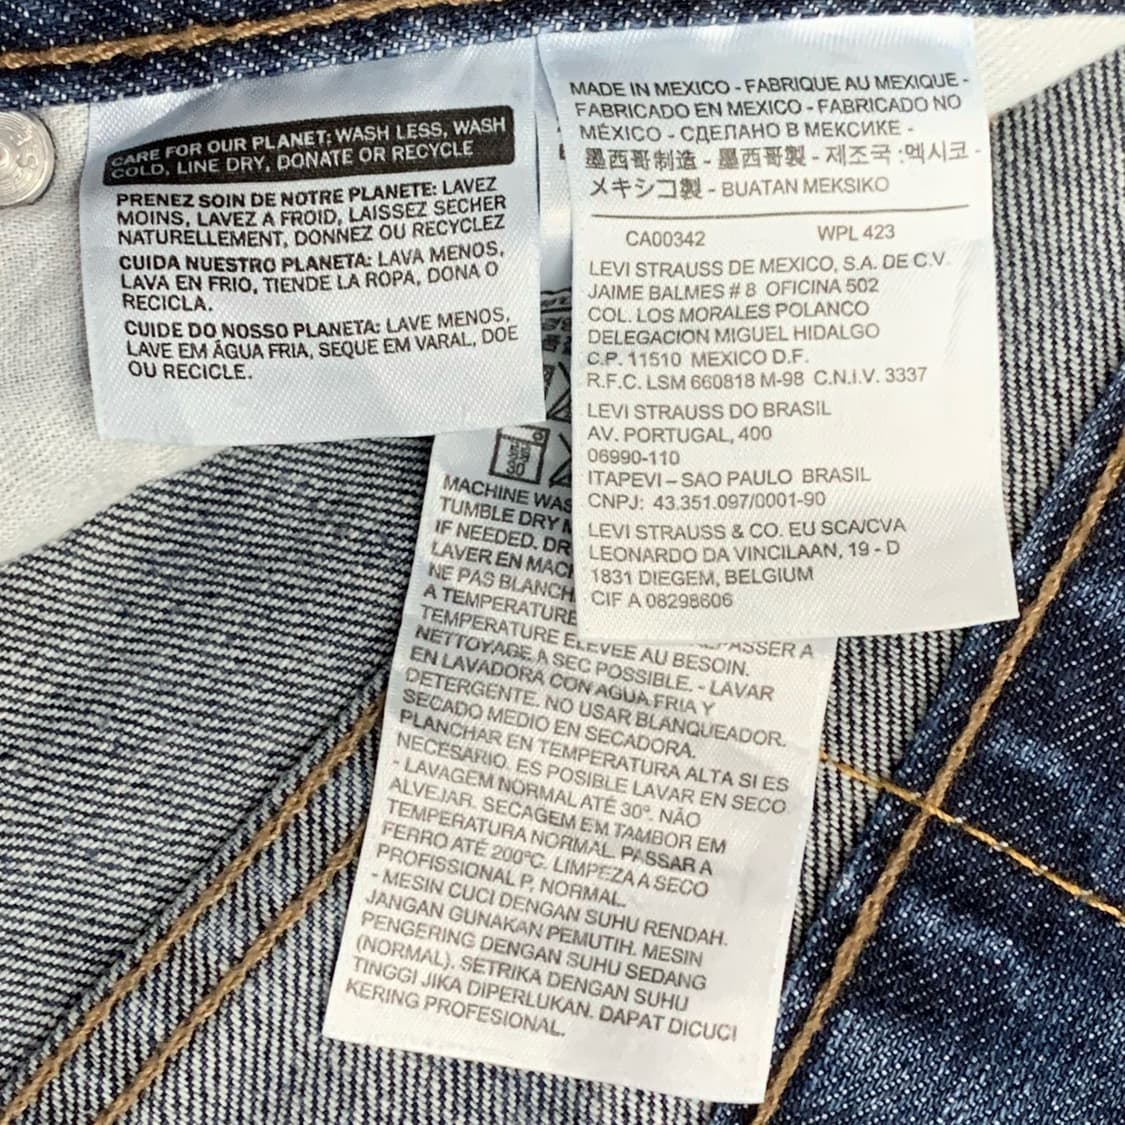 CARE FOR OUR PLANET: WASH LESS, WASH
COLD, LINE DRY, DONATE OR RECYCLE
PRENEZ SOIN DE NOTRE PLANETE: LAVEZ
MOINS, LAVEZ A FROID, LAISSEZ SECHER
NATURELLEMENT, DONNEZ OU RECYCLEZ
CUIDA NUESTRO PLANETA: LAVA MENOS,
LAVA EN FRIO, TIENDE LA ROPA, DONA O
RECICLA.
CUIDE DO NOSSO PLANETA: LAVE MENOS,
LAVE EM ÁGUA FRIA, SEQUE EM VARAL, DOE
OU RECICLE.
MADE IN MEXICO - FABRIQUE AU MEXIQUE -
FABRICADO EN MEXICO - FABRICADO NO
MÉXICO - СДЕЛАНО В МЕКСИКЕ -
墨西哥制造 - 墨西哥製 - 제조국 :멕시코 -
メキシコ製 - BUATAN MEKSIKO
CA00342 WPL 423
LEVI STRAUSS DE MEXICO, S.A. DE C.V.
JAIME BALMES # 8 OFICINA 502
COL. LOS MORALES POLANCO
DELEGACION MIGUEL HIDALGO
C.P. 11510 MEXICO D.F.
R.F.C. LSM 660818 M-98 C.N.I.V. 3337
LEVI STRAUSS DO BRASIL
AV. PORTUGAL, 400
06990-110
ITAPEVI – SAO PAULO BRASIL
CNPJ: 43.351.097/0001-90
LEVI STRAUSS & CO. EU SCA/CVA
LEONARDO DA VINCILAAN, 19 - D
1831 DIEGEM, BELGIUM
CIF A 08298606
30
MACHINE WAS
TUMBLE DRY M
IF NEEDED. DR
LAVER EN MAC
NE PAS BLANCH
A TEMPERATURE PASSER A
TEMPERATURE ELEVEE AU BESOIN.
NETTOYAGE A SEC POSSIBLE. - LAVAR
EN LAVADORA CON AGUA FRIA Y
DETERGENTE. NO USAR BLANQUEADOR.
SECADO MEDIO EN SECADORA.
PLANCHAR EN TEMPERATURA ALTA SI ES
NECESARIO. ES POSIBLE LAVAR EN SECO
- LAVAGEM NORMAL ATÉ 30°. NÃO
ALVEJAR. SECAGEM EM TAMBOR EM
TEMPERATURA NORMAL. PASSAR A
FERRO ATÉ 200°C. LIMPEZA A SECO
PROFISSIONAL P, NORMAL.
- MESIN CUCI DENGAN SUHU RENDAH.
JANGAN GUNAKAN PEMUTIH. MESIN
PENGERING DENGAN SUHU SEDANG
(NORMAL). SETRIKA DENGAN SUHU
TINGGI JIKA DIPERLUKAN. DAPAT DICUCI
KERING PROFESIONAL.